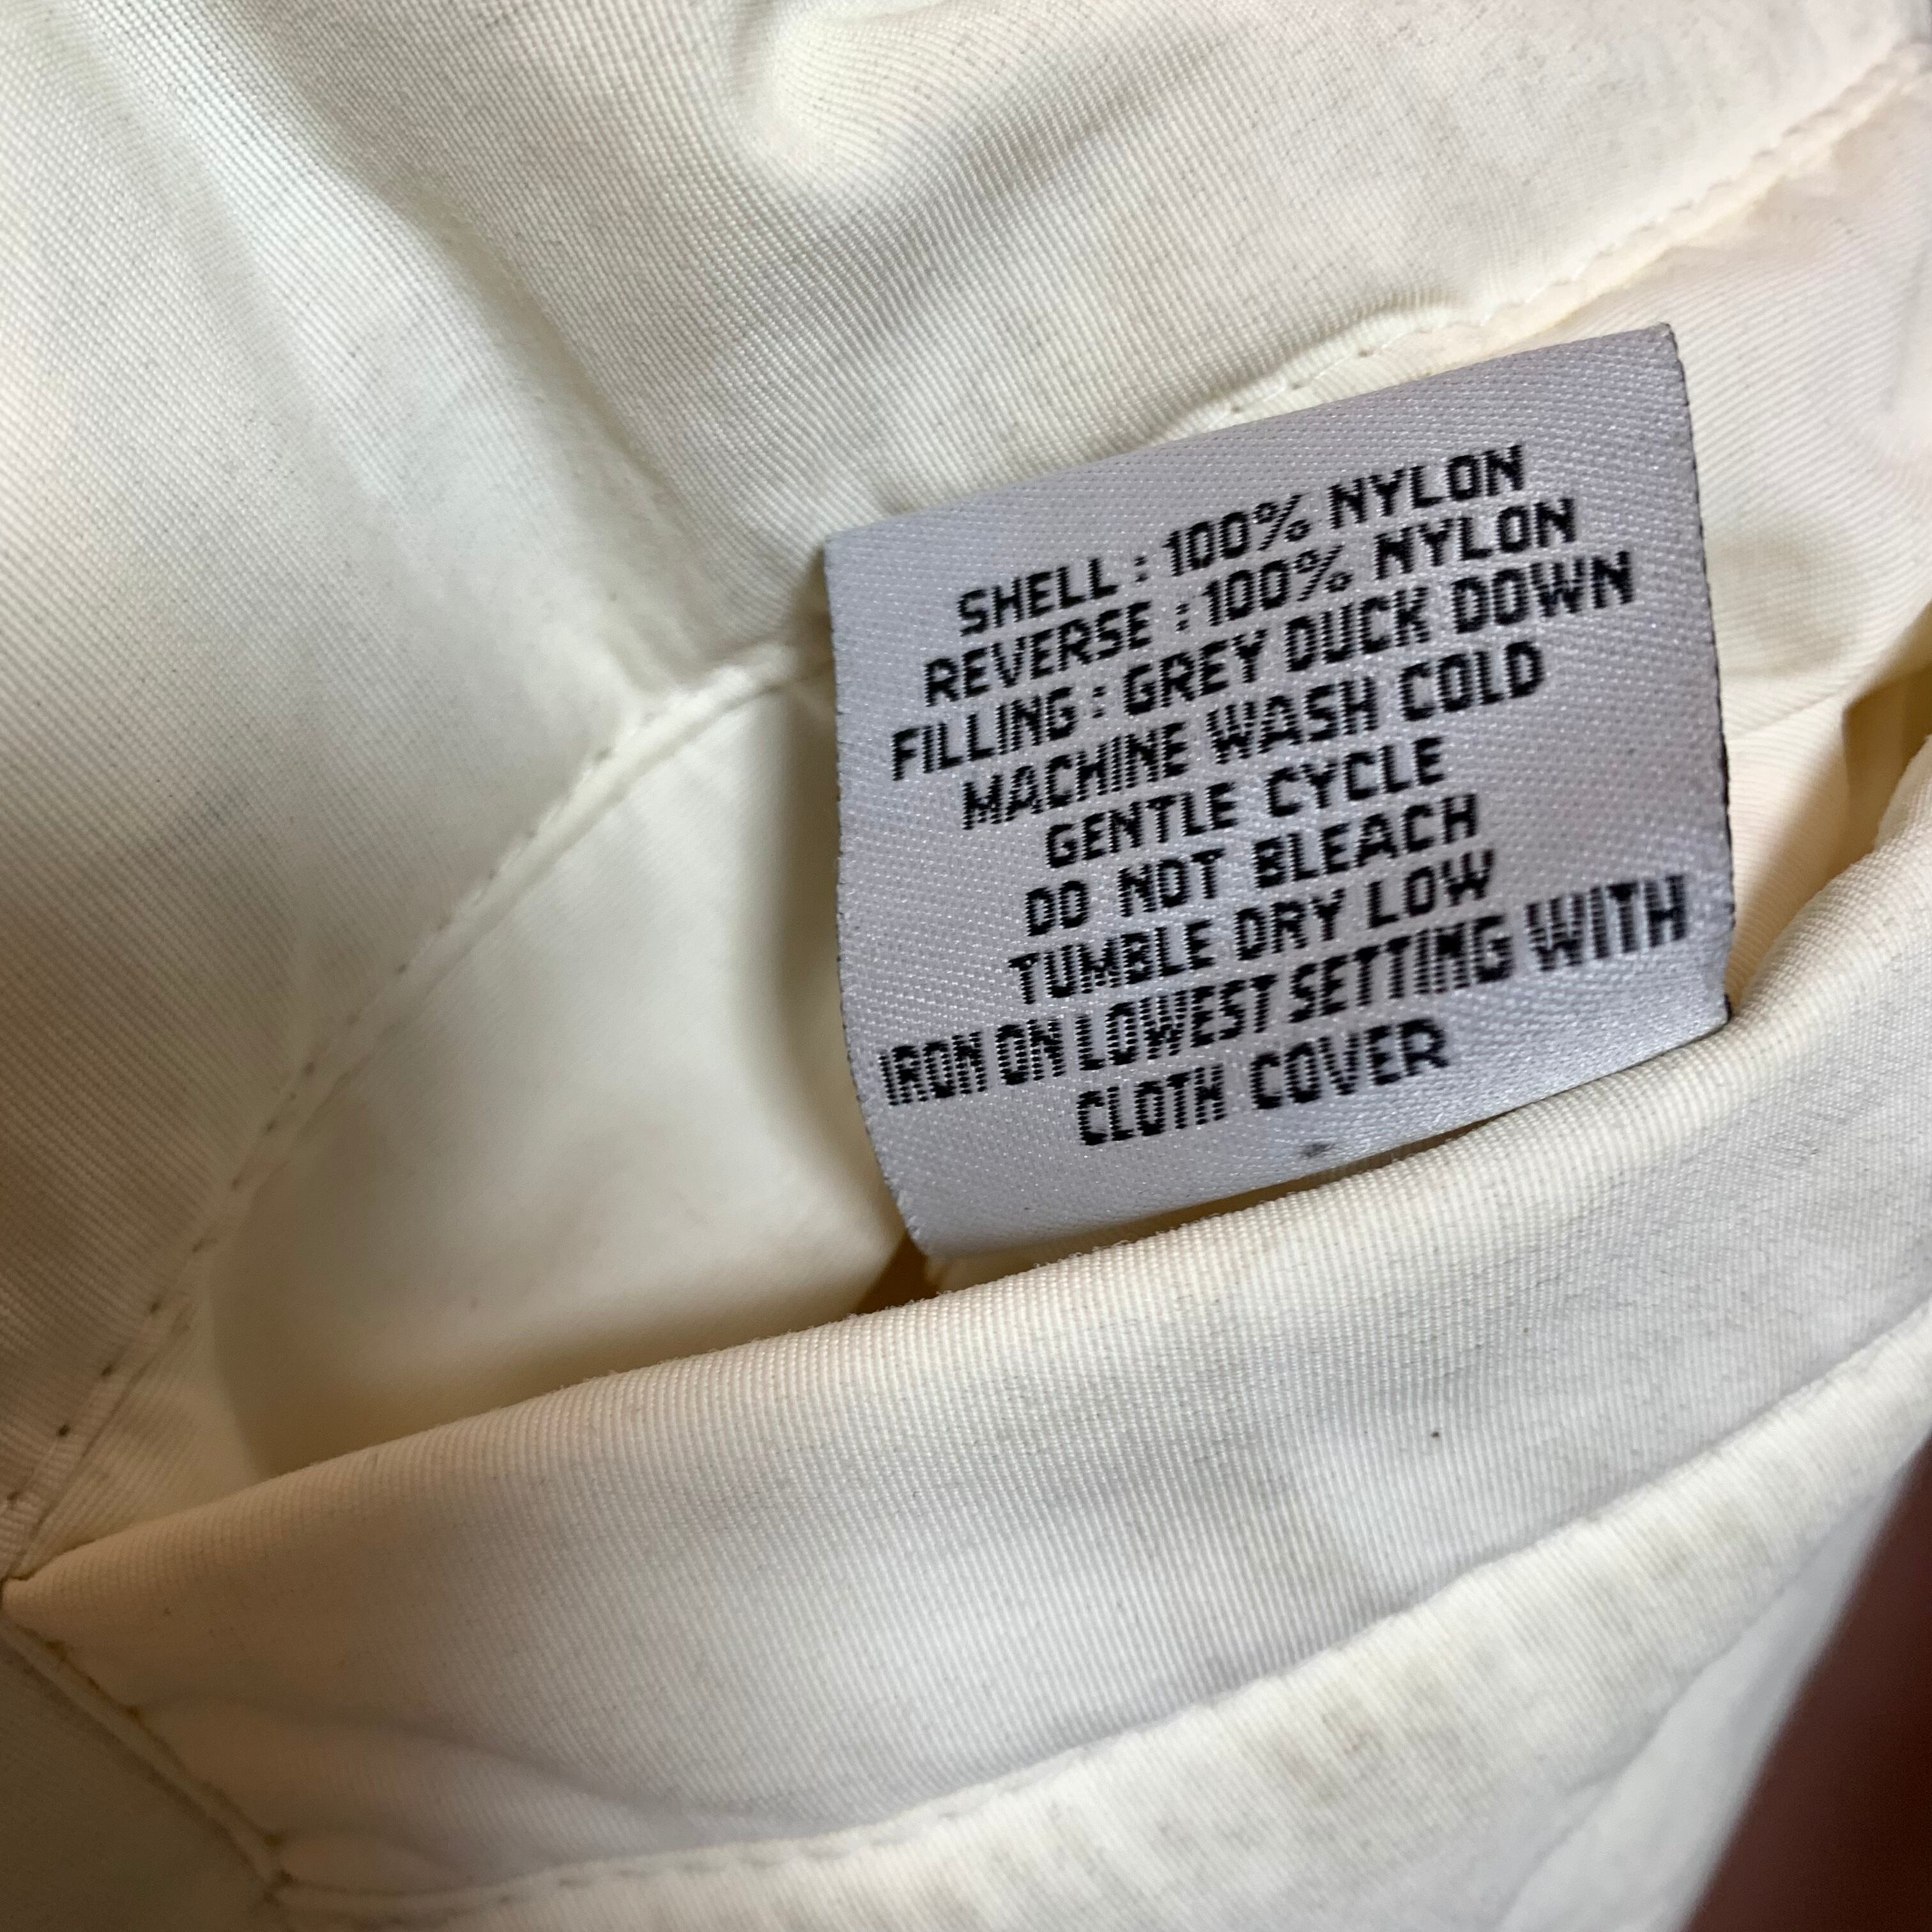 SHELL : 100% NYLON
REVERSE : 100% NYLON
FILLING : GREY DUCK DOWN
MACHINE WASH COLD
GENTLE CYCLE
DO NOT BLEACH
TUMBLE DRY LOW
IRON ON LOWEST SETTING WITH
CLOTH COVER